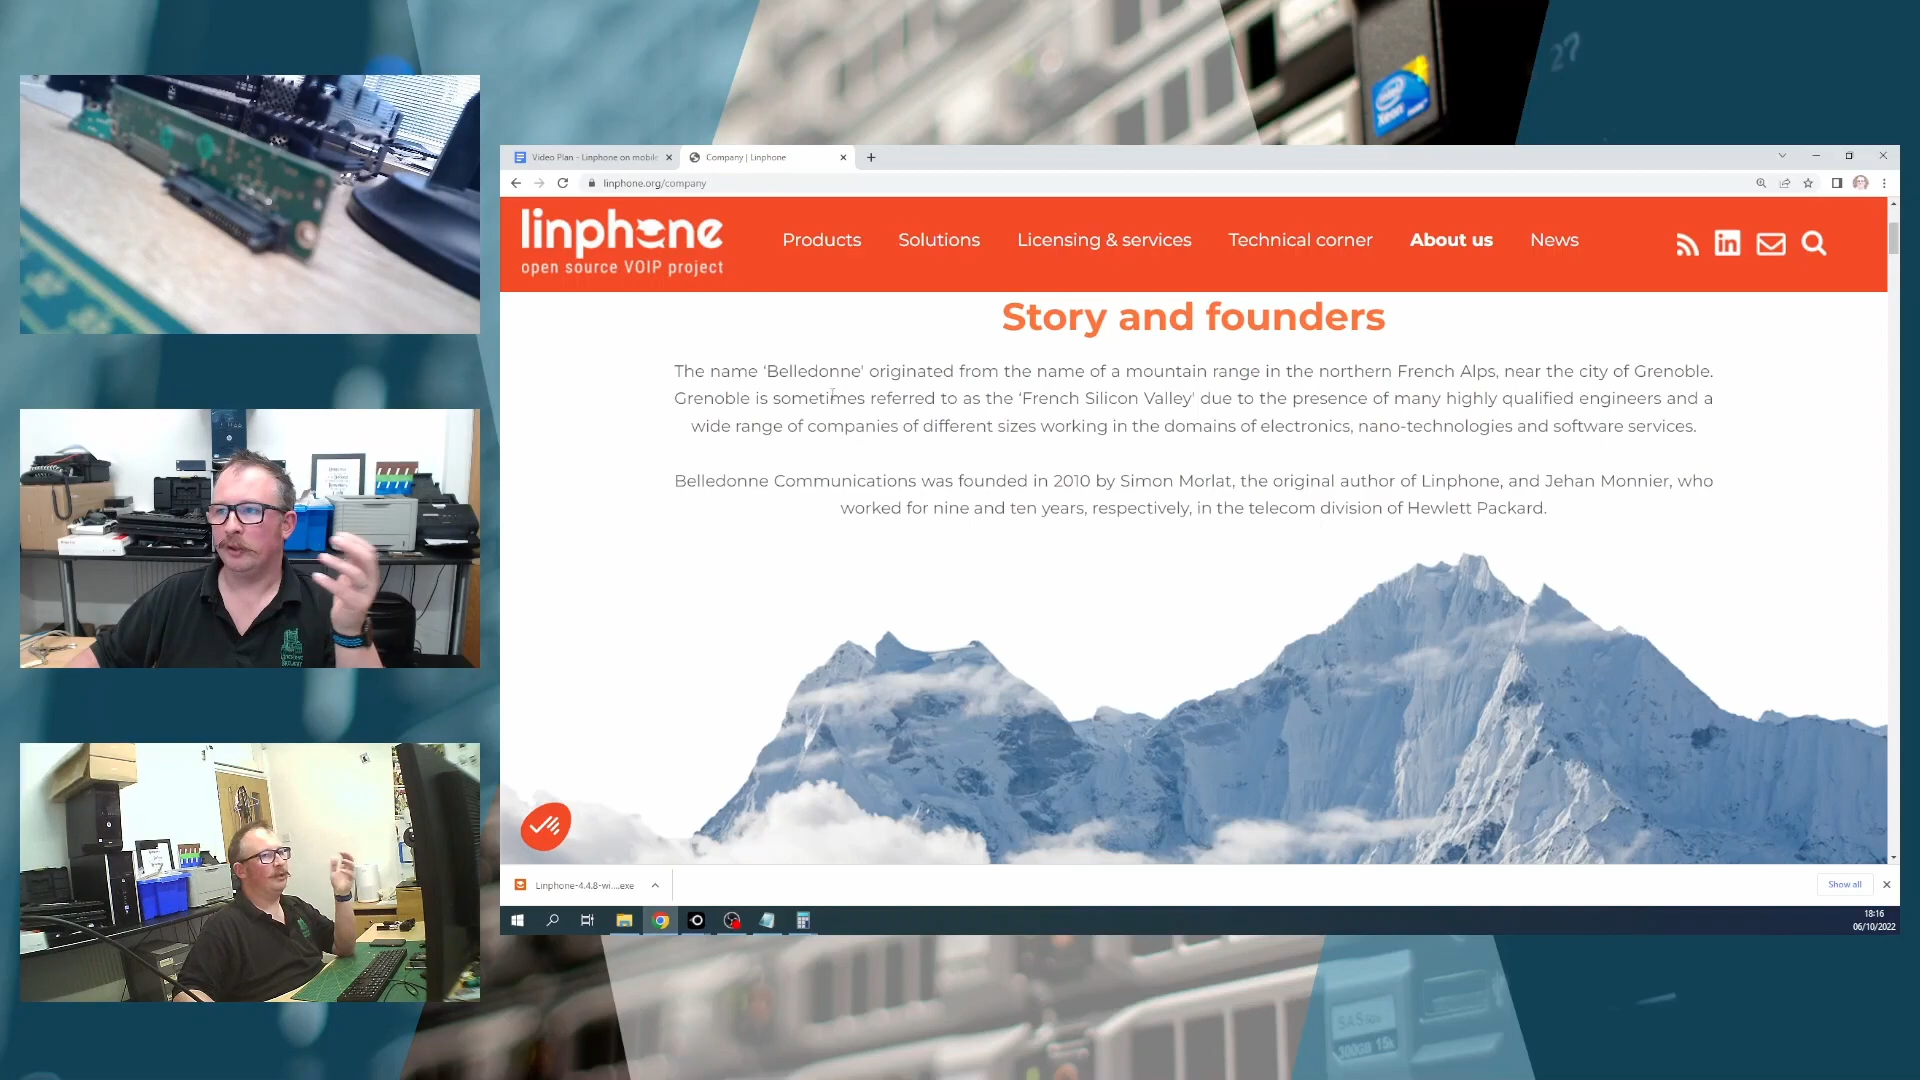 Video Plan - Linphone on mobile
Company | Linphone
linphone.org/company
linphone
open source VOIP project
Products
Solutions
Licensing & services
Technical corner
About us
News
Story and founders
The name ‘Belledonne’ originated from the name of a mountain range in the northern French Alps, near the city of Grenoble.
Grenoble is sometimes referred to as the ‘French Silicon Valley’ due to the presence of many highly qualified engineers and a
wide range of companies of different sizes working in the domains of electronics, nano-technologies and software services.
Belledonne Communications was founded in 2010 by Simon Morlat, the original author of Linphone, and Jehan Monnier, who
worked for nine and ten years, respectively, in the telecom division of Hewlett Packard.
Linphone-4.4.8-wi....exe
Show all
18:16
06/10/2022
Xeon
27
300GB 15k